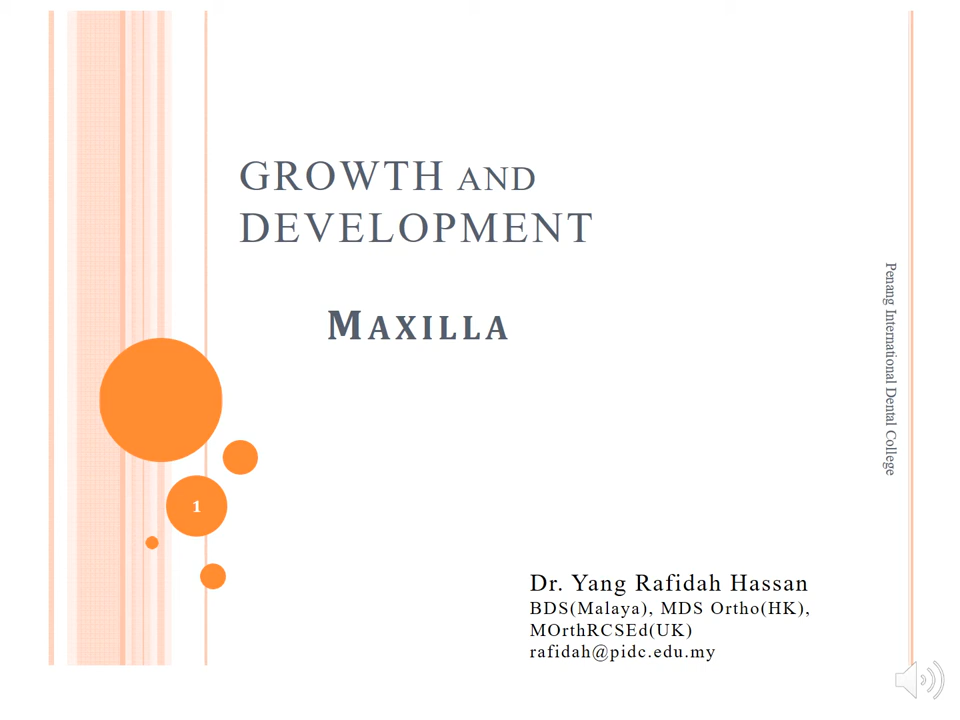 GROWTH AND
DEVELOPMENT
MAXILLA
Penang International Dental College
1
Dr. Yang Rafidah Hassan
BDS(Malaya), MDS Ortho(HK),
MOrthRCSEd(UK)
rafidah@pidc.edu.my